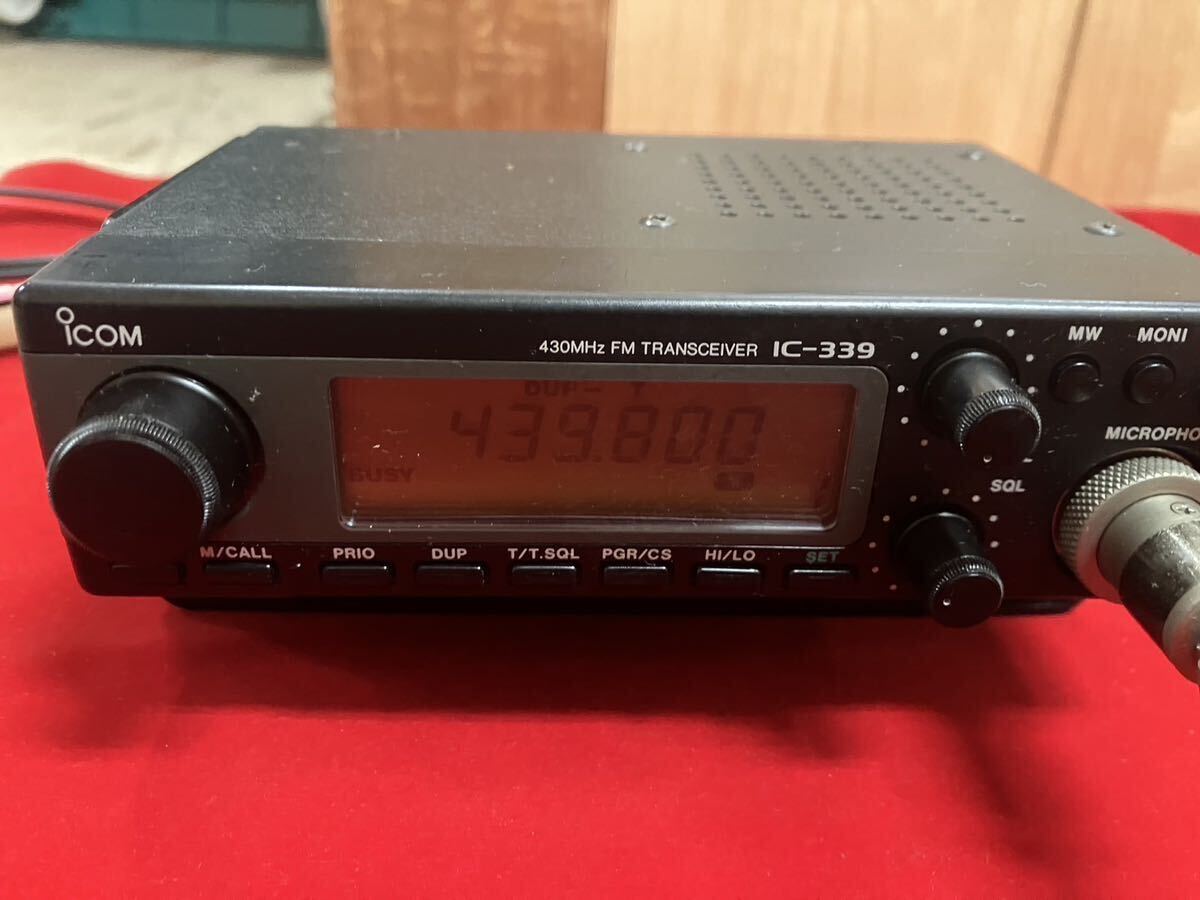 ICOM
430MHz FM TRANSCEIVER IC-339
MW MONI
DUP- T
439.800
BUSY
MICROPHO
SQL
M/CALL PRIO DUP T/T.SQL PGR/CS HI/LO SET